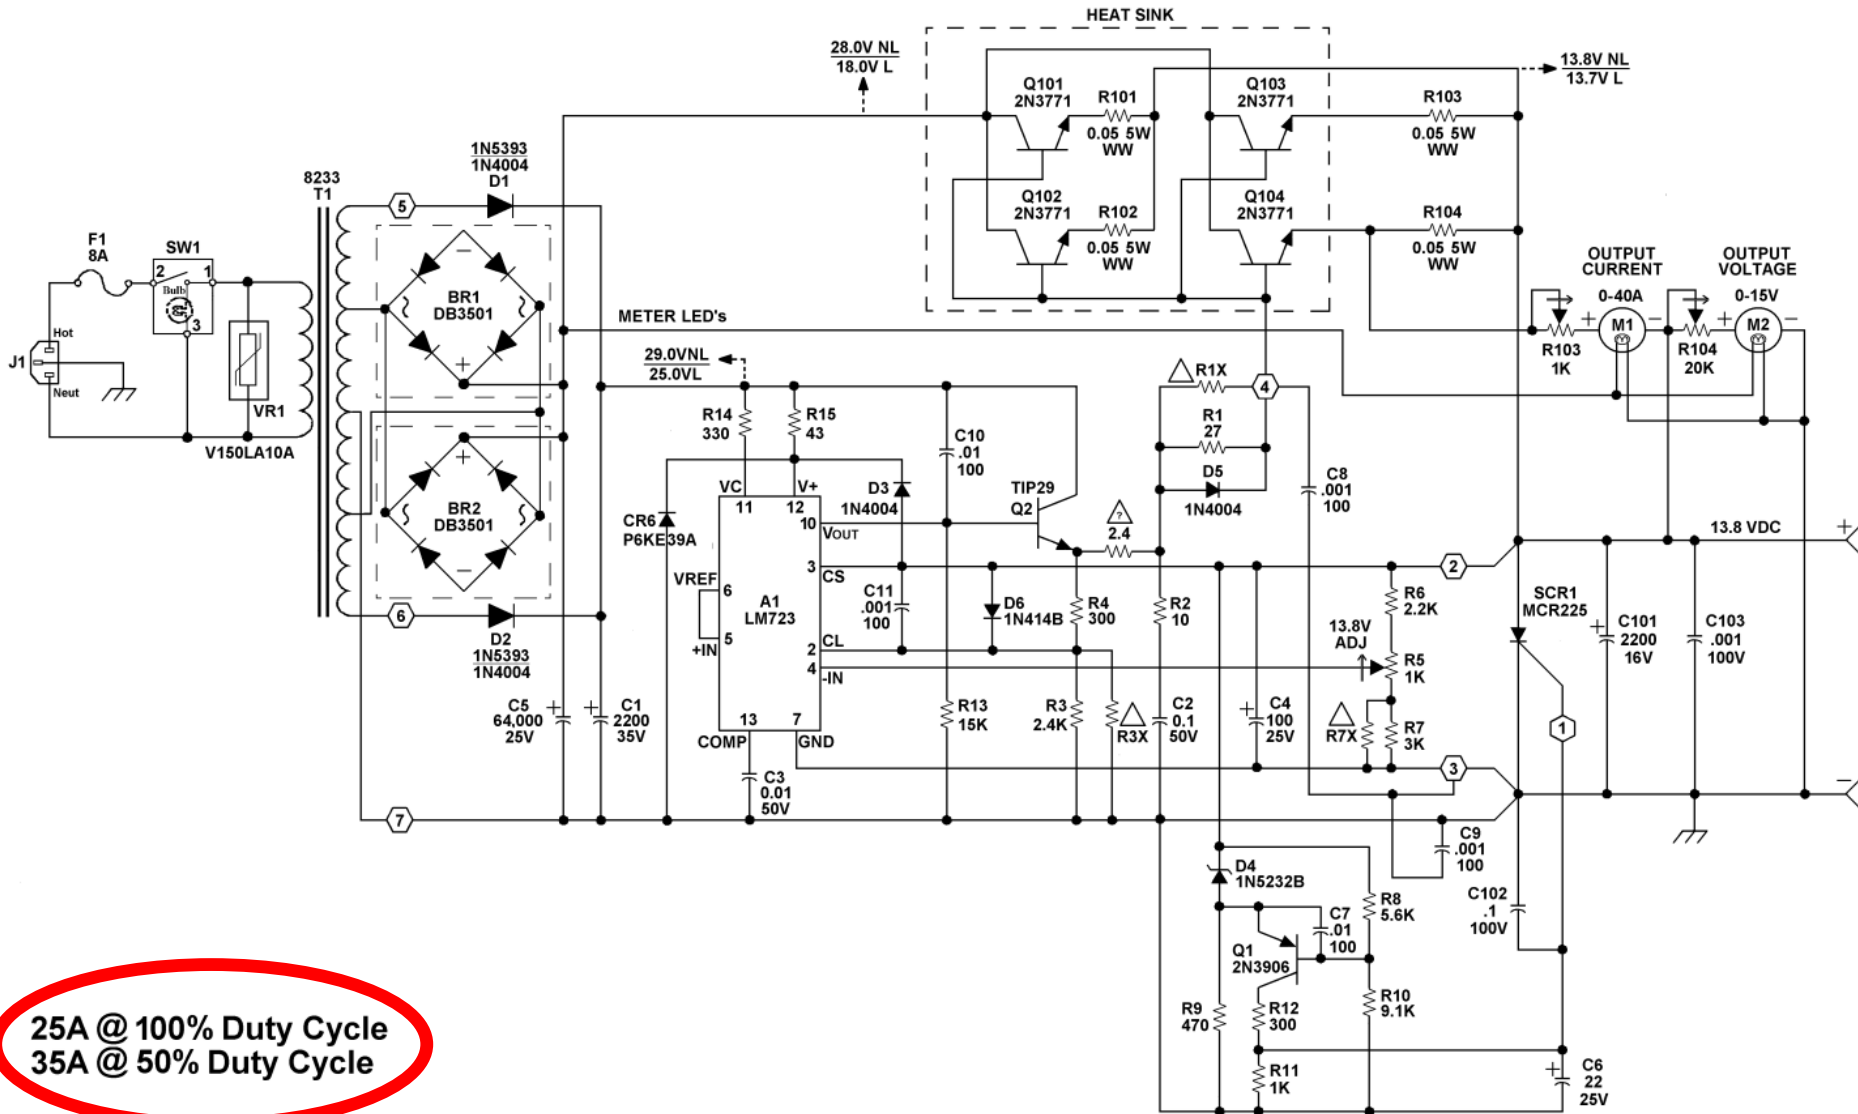 HEAT SINK
28.0V NL
18.0V L
13.8V NL
13.7V L
Q101
2N3771
R101
0.05 5W
WW
Q103
2N3771
R103
0.05 5W
WW
Q102
2N3771
R102
0.05 5W
WW
Q104
2N3771
R104
0.05 5W
WW
1N5393
1N4004
D1
8233
T1
5
F1
8A
SW1
2
1
Bulb
3
Hot
J1
Neut
VR1
V150LA10A
BR1
DB3501
BR2
DB3501
6
D2
1N5393
1N4004
7
METER LED's
29.0VNL
25.0VL
OUTPUT
CURRENT
0-40A
M1
R103
1K
OUTPUT
VOLTAGE
0-15V
M2
R104
20K
R14
330
R15
43
C10
.01
100
R1X
4
R1
27
D5
1N4004
C8
.001
100
VC
11
V+
12
D3
1N4004
CR6
P6KE39A
10
VOUT
TIP29
Q2
?
2.4
3
CS
VREF
6
A1
LM723
5
+IN
C11
.001
100
D6
1N414B
R4
300
R2
10
2
CL
4
-IN
13.8V
ADJ
R6
2.2K
R5
1K
2
13.8 VDC
SCR1
MCR225
C101
2200
16V
C103
.001
100V
C5
64,000
25V
C1
2200
35V
13
COMP
7
GND
C3
0.01
50V
R13
15K
R3
2.4K
R3X
C2
0.1
50V
C4
100
25V
R7X
R7
3K
3
1
C9
.001
100
D4
1N5232B
R8
5.6K
C7
.01
100
Q1
2N3906
C102
.1
100V
R9
470
R12
300
R10
9.1K
R11
1K
C6
22
25V
25A @ 100% Duty Cycle
35A @ 50% Duty Cycle